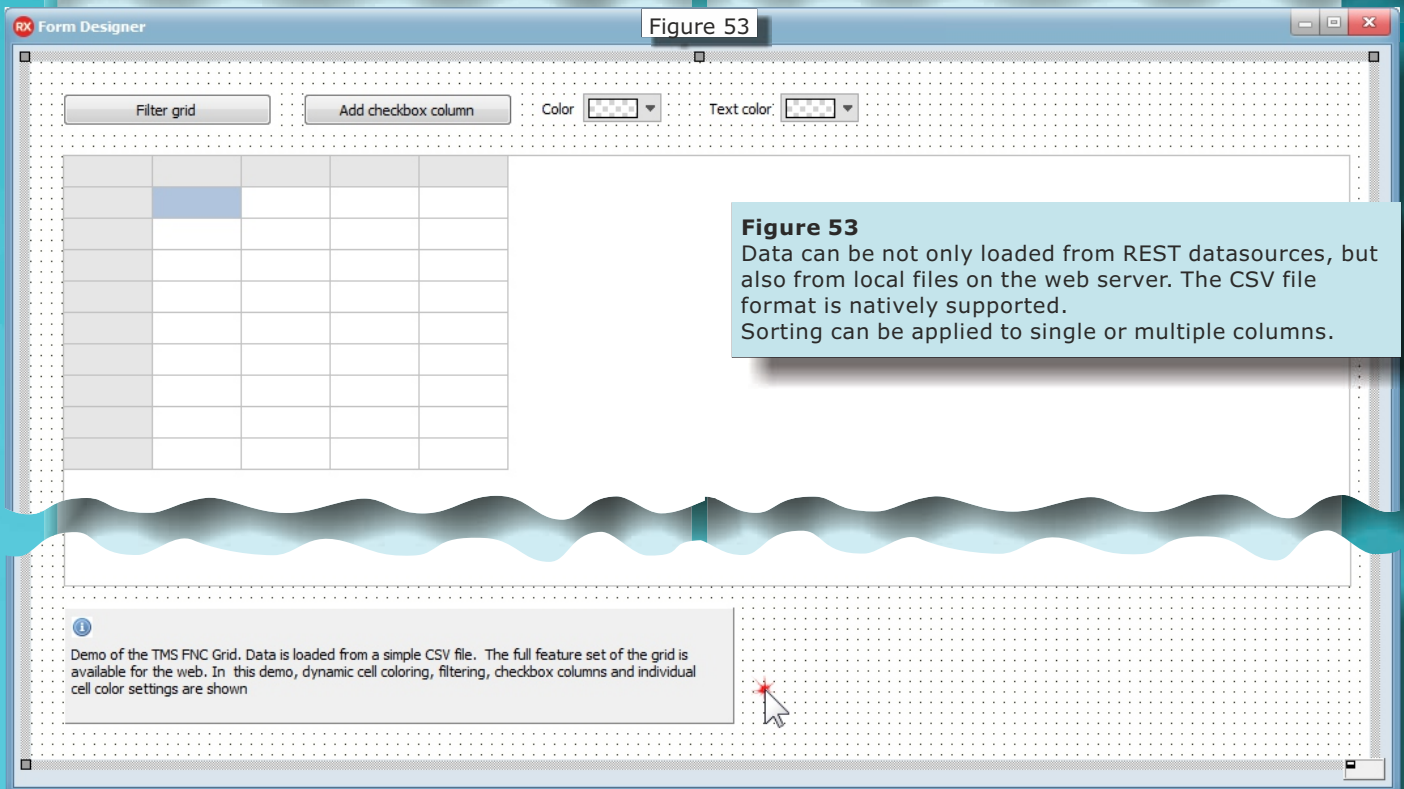 RX Form Designer
Figure 53
Filter grid
Add checkbox column
Color
Text color
Figure 53
Data can be not only loaded from REST datasources, but
also from local files on the web server. The CSV file
format is natively supported.
Sorting can be applied to single or multiple columns.
Demo of the TMS FNC Grid. Data is loaded from a simple CSV file. The full feature set of the grid is
available for the web. In this demo, dynamic cell coloring, filtering, checkbox columns and individual
cell color settings are shown